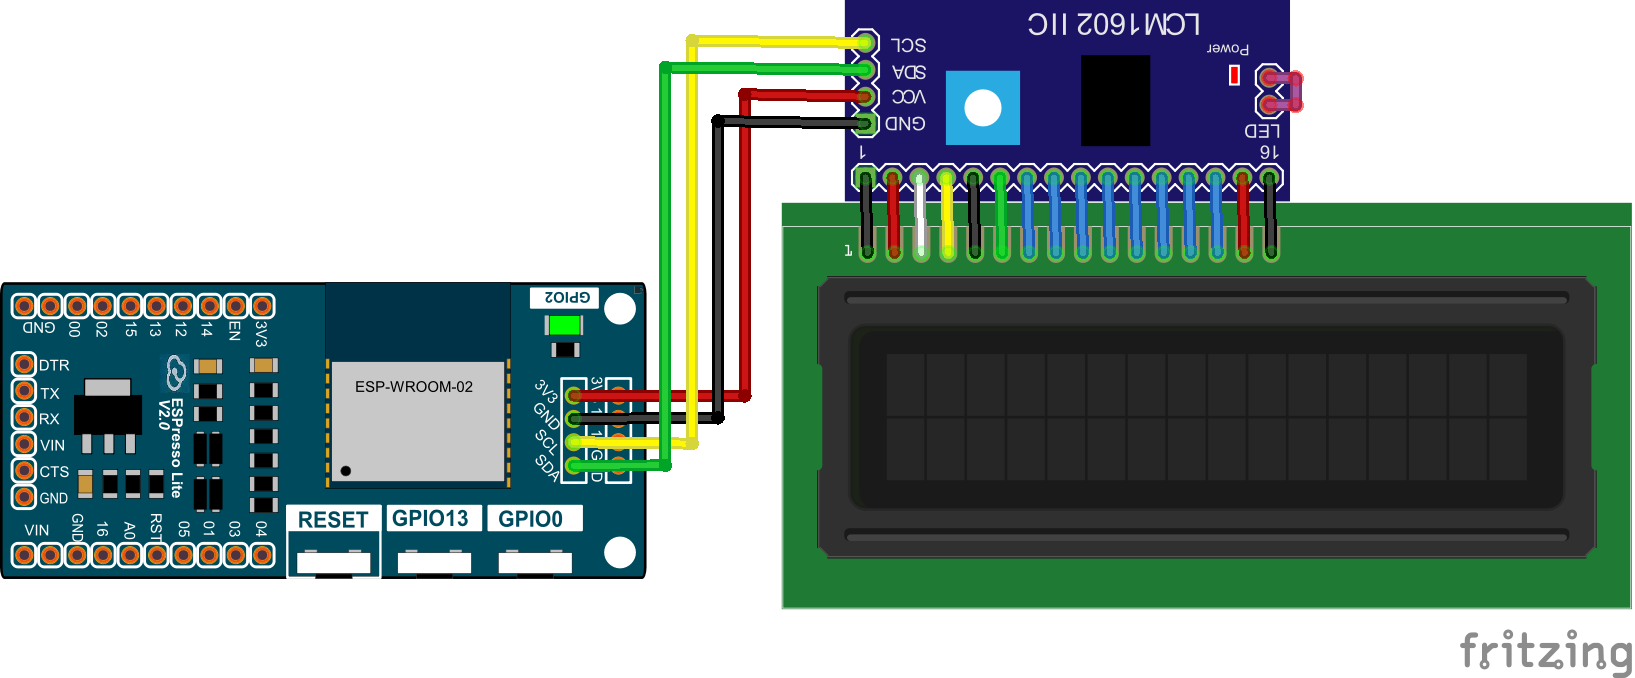 LCM1602 IIC
SCL
SDA
VCC
GND
Power
LED
1
16
1
GPIO2
GND
00
02
15
13
12
14
EN
3V3
DTR
TX
RX
VIN
CTS
GND
ESPresso Lite
V2.0
ESP-WROOM-02
3V3
GND
SCL
SDA
VIN
GND
16
A0
RST
05
01
03
04
RESET
GPIO13
GPIO0
fritzing